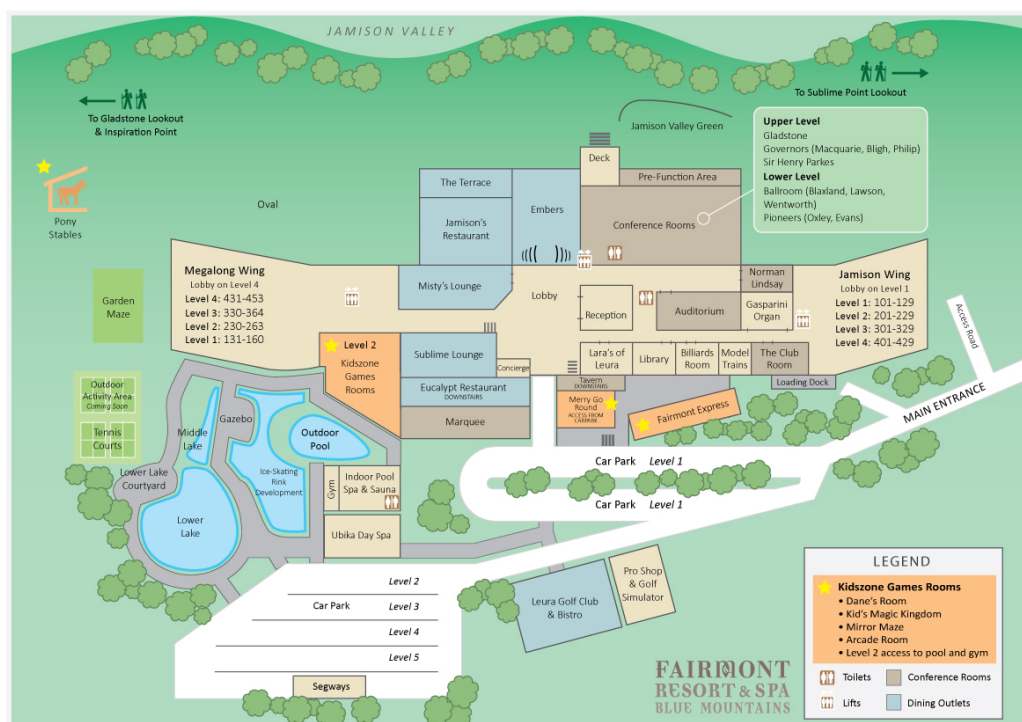 JAMISON VALLEY
To Gladstone Lookout
& Inspiration Point
To Sublime Point Lookout
Jamison Valley Green
Upper Level
Gladstone
Governors (Macquarie, Bligh, Philip)
Sir Henry Parkes
Lower Level
Ballroom (Blaxland, Lawson,
Wentworth)
Pioneers (Oxley, Evans)
Pony
Stables
Oval
Deck
Pre-Function Area
The Terrace
Jamison's
Restaurant
Embers
Conference Rooms
Megalong Wing
Lobby on Level 4
Level 4: 431-453
Level 3: 330-364
Level 2: 230-263
Level 1: 131-160
Misty's Lounge
Lobby
Reception
Auditorium
Norman
Lindsay
Gasparini
Organ
Jamison Wing
Lobby on Level 1
Level 1: 101-129
Level 2: 201-229
Level 3: 301-329
Level 4: 401-429
Garden
Maze
Access Road
Level 2
Kidszone
Games
Rooms
Sublime Lounge
Concierge
Eucalypt Restaurant
DOWNSTAIRS
Marquee
Lara's of
Leura
Library
Billiards
Room
Model
Trains
The Club
Room
Loading Dock
Tavern
DOWNSTAIRS
Merry Go
Round
ACCESS FROM
CARPARK
Fairmont Express
MAIN ENTRANCE
Outdoor
Activity Area
Coming Soon
Tennis
Courts
Middle
Lake
Gazebo
Outdoor
Pool
Lower Lake
Courtyard
Ice-Skating
Rink
Development
Lower
Lake
Gym
Indoor Pool
Spa & Sauna
Ubika Day Spa
Car Park Level 1
Car Park Level 1
Level 2
Car Park Level 3
Level 4
Level 5
Segways
Leura Golf Club
& Bistro
Pro Shop
& Golf
Simulator
FAIRMONT
RESORT & SPA
BLUE MOUNTAINS
LEGEND
Kidszone Games Rooms
• Dane's Room
• Kid's Magic Kingdom
• Mirror Maze
• Arcade Room
• Level 2 access to pool and gym
Toilets
Conference Rooms
Lifts
Dining Outlets